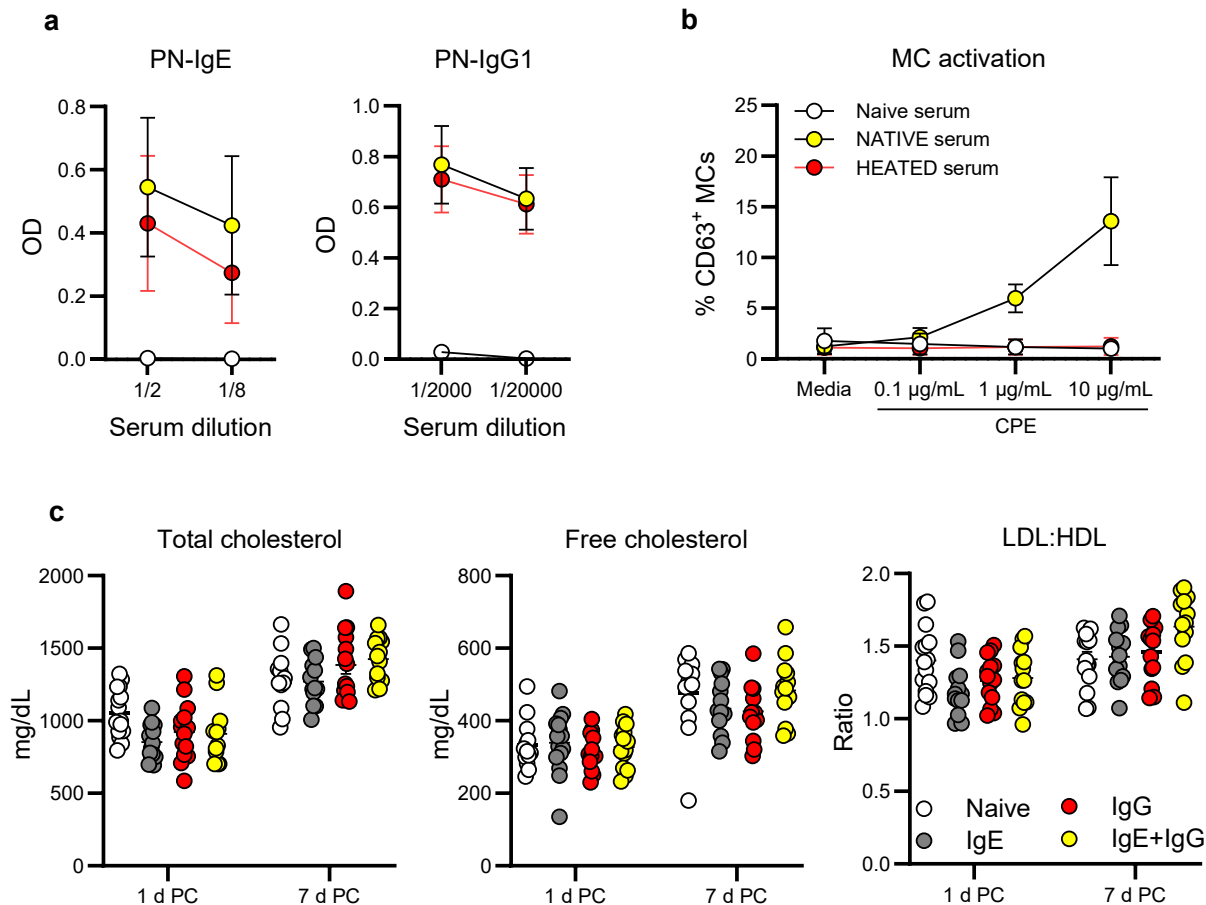 a
PN-IgE
OD
0.8
0.6
0.4
0.2
0.0
1/2
1/8
Serum dilution
PN-IgG1
OD
1.0
0.8
0.6
0.4
0.2
0.0
1/2000
1/20000
Serum dilution
b
MC activation
% CD63+ MCs
25
20
15
10
5
0
Naive serum
NATIVE serum
HEATED serum
Media
0.1 µg/mL
1 µg/mL
10 µg/mL
CPE
c
Total cholesterol
mg/dL
2000
1500
1000
500
0
1 d PC
7 d PC
Free cholesterol
mg/dL
800
600
400
200
0
1 d PC
7 d PC
LDL:HDL
Ratio
2.0
1.5
1.0
0.5
0.0
Naive
IgG
IgE
IgE+IgG
1 d PC
7 d PC